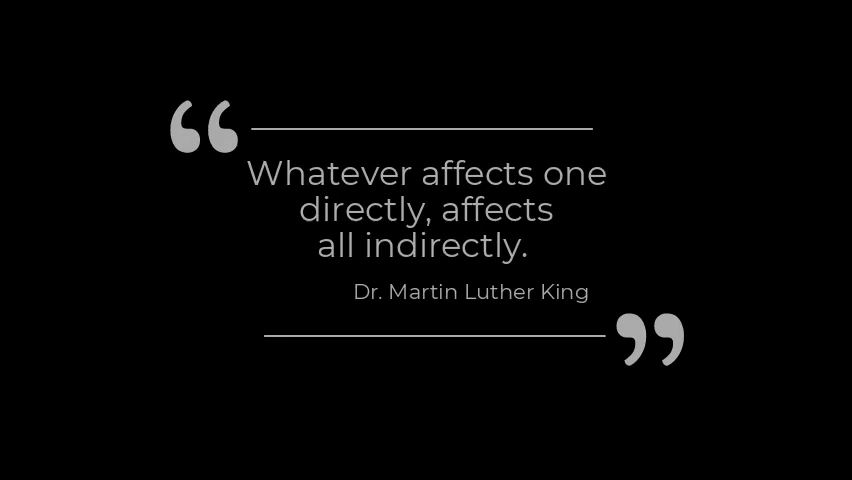 “
Whatever affects one
directly, affects
all indirectly.
Dr. Martin Luther King
”